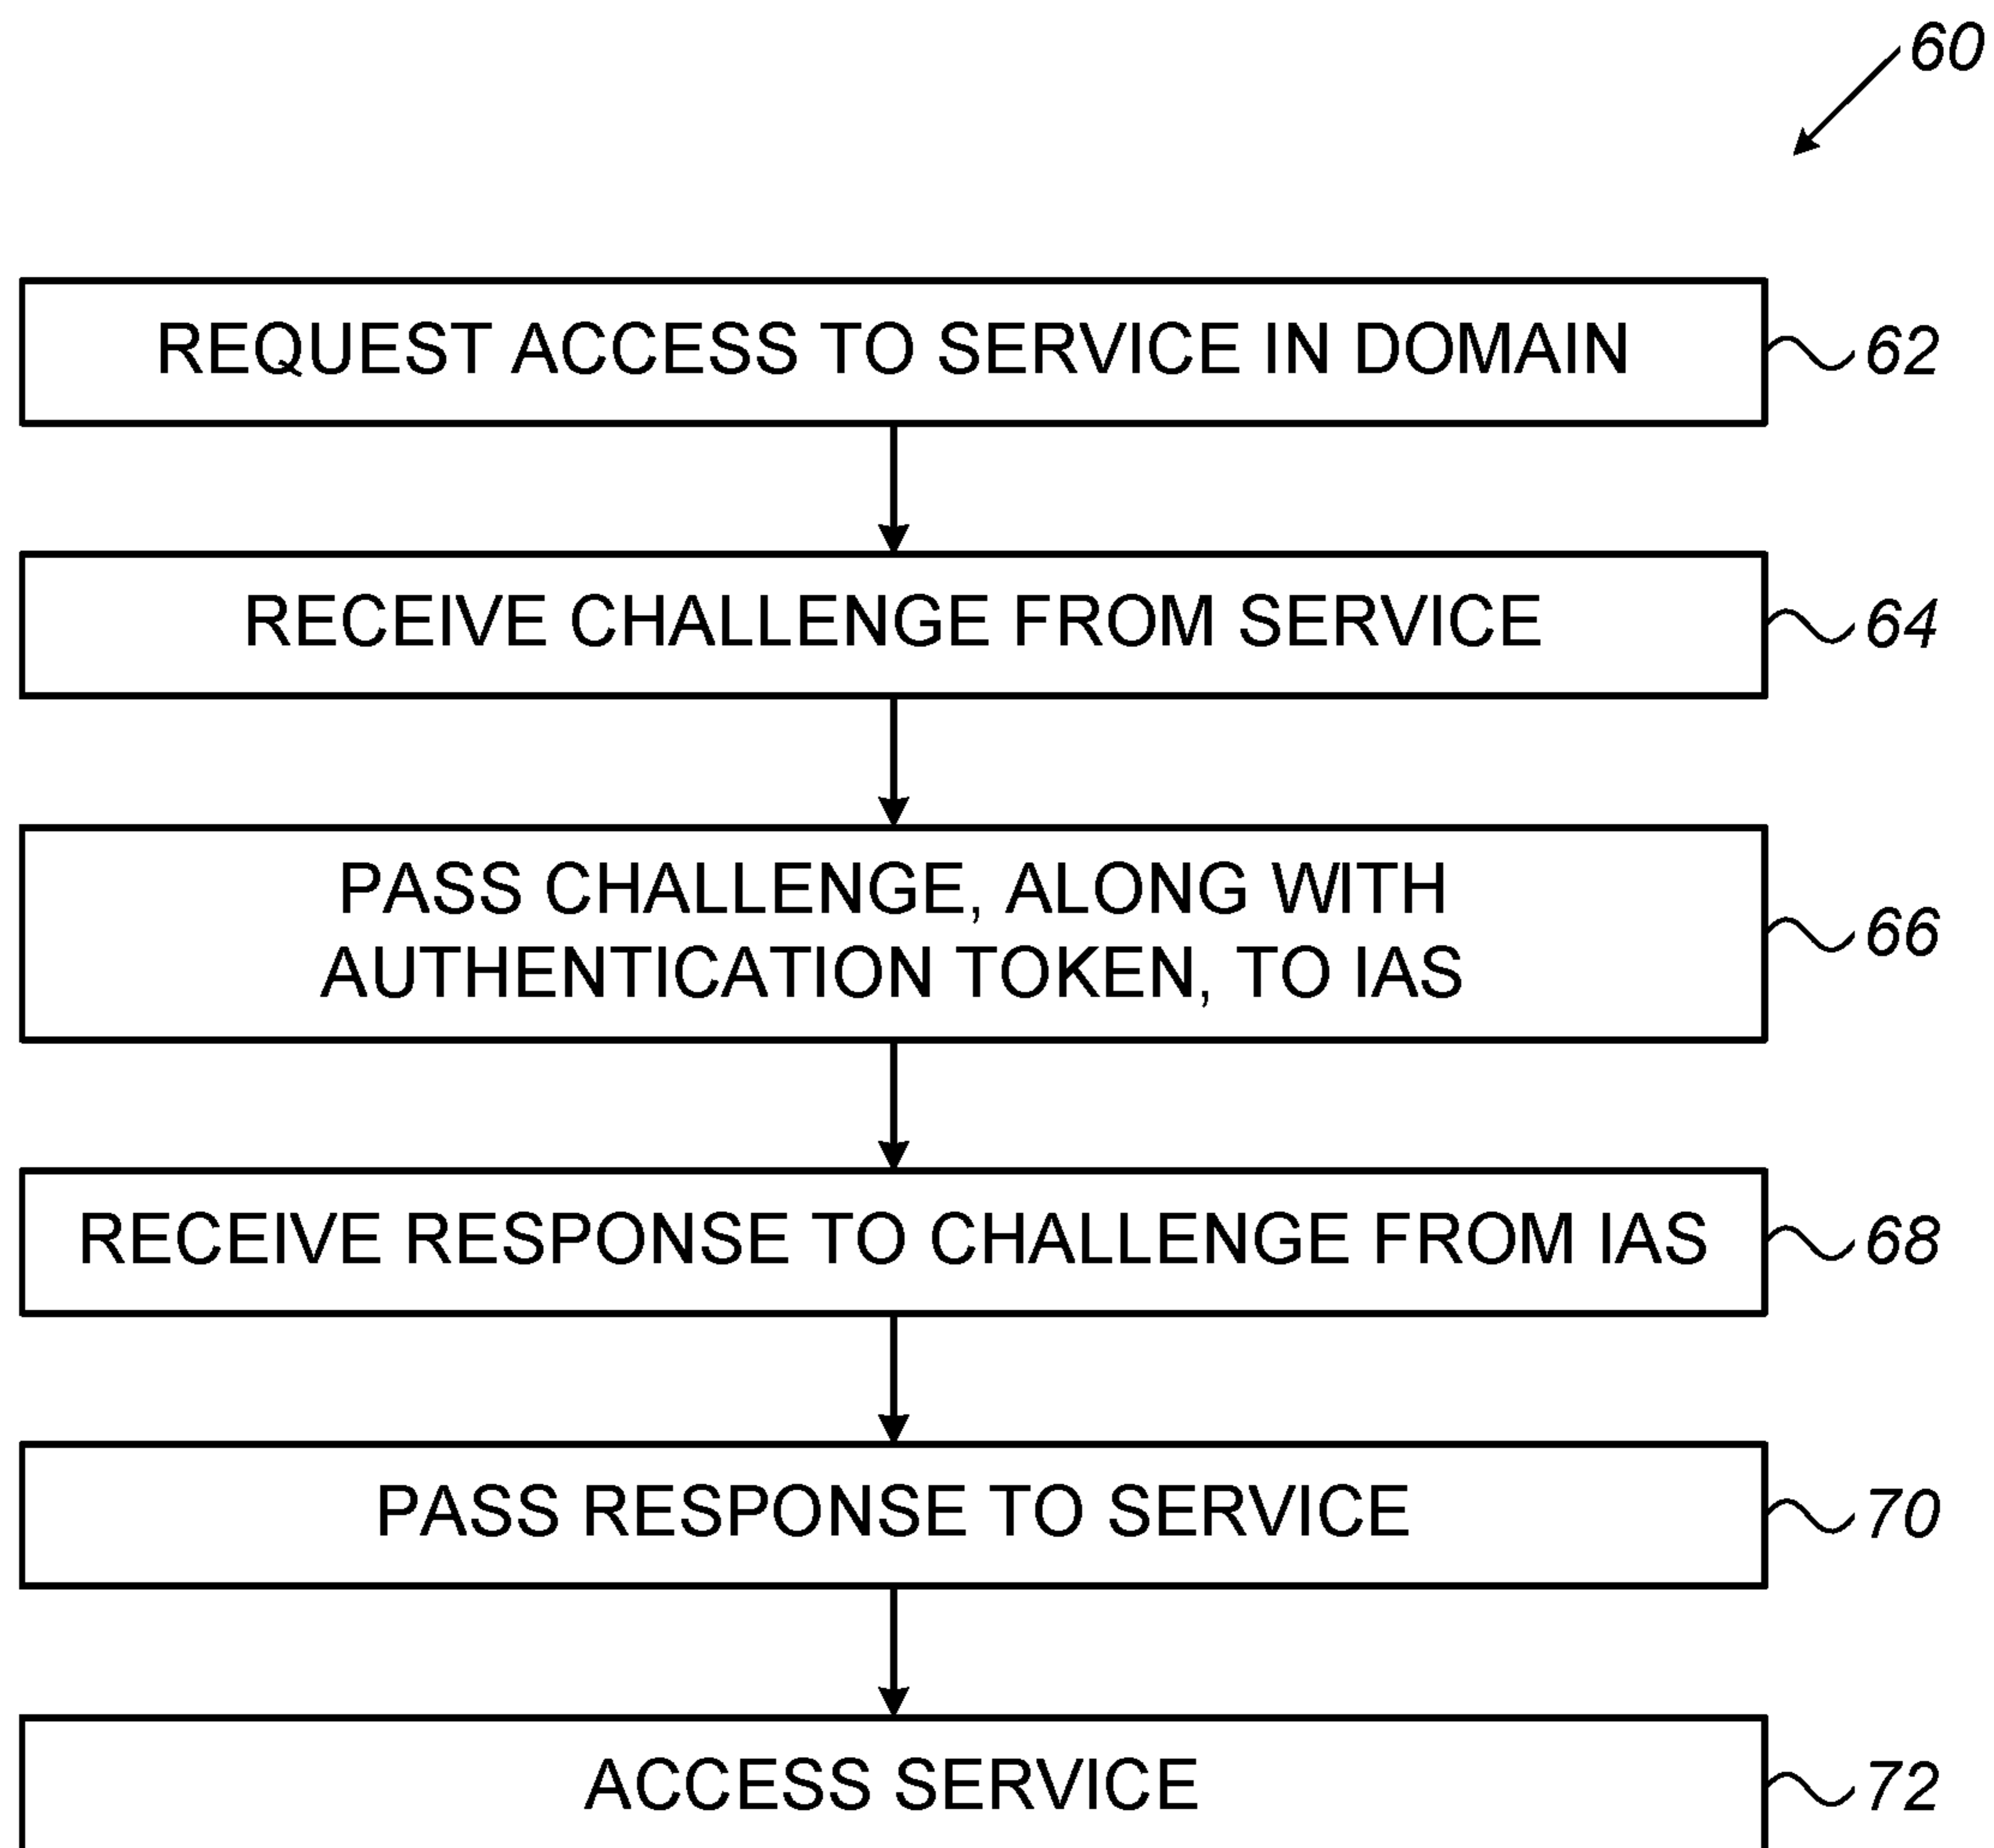 60
REQUEST ACCESS TO SERVICE IN DOMAIN
62
RECEIVE CHALLENGE FROM SERVICE
64
PASS CHALLENGE, ALONG WITH
AUTHENTICATION TOKEN, TO IAS
66
RECEIVE RESPONSE TO CHALLENGE FROM IAS
68
PASS RESPONSE TO SERVICE
70
ACCESS SERVICE
72